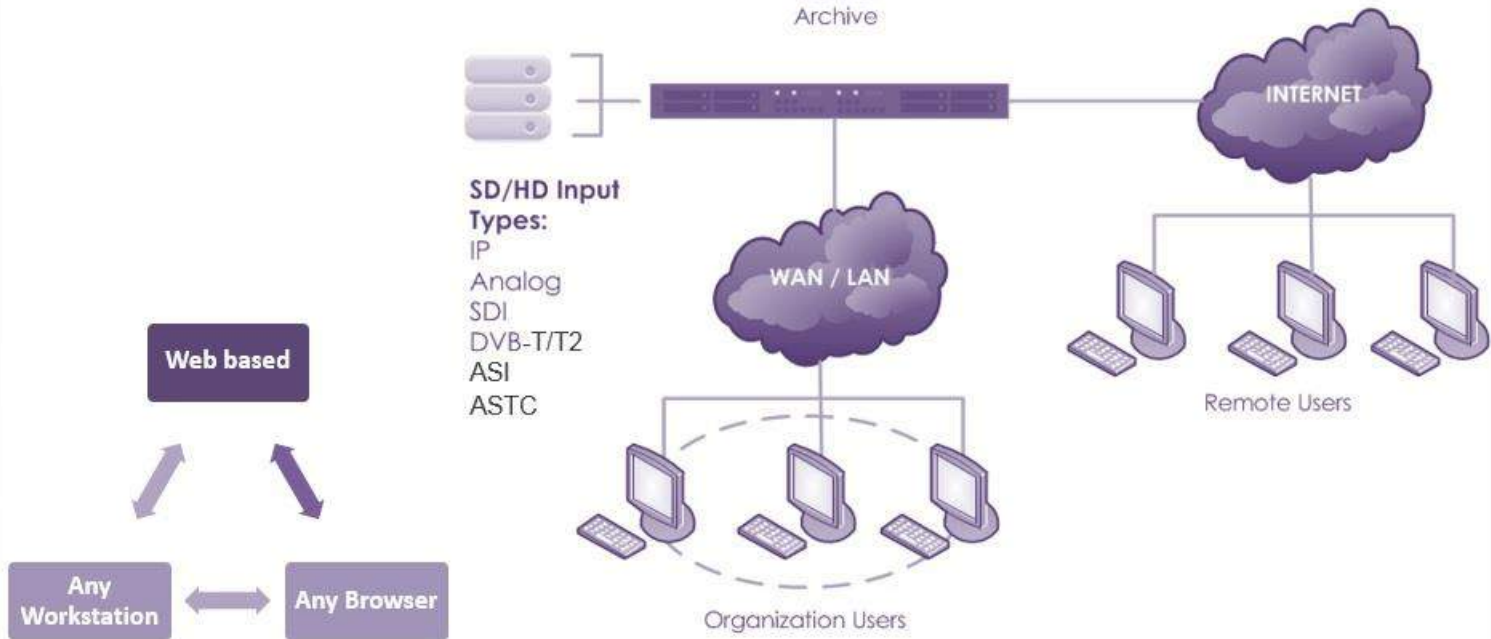 Archive
INTERNET
SD/HD Input
Types:
IP
Analog
SDI
DVB-T/T2
ASI
ASTC
WAN / LAN
Remote Users
Organization Users
Web based
Any
Workstation
Any Browser